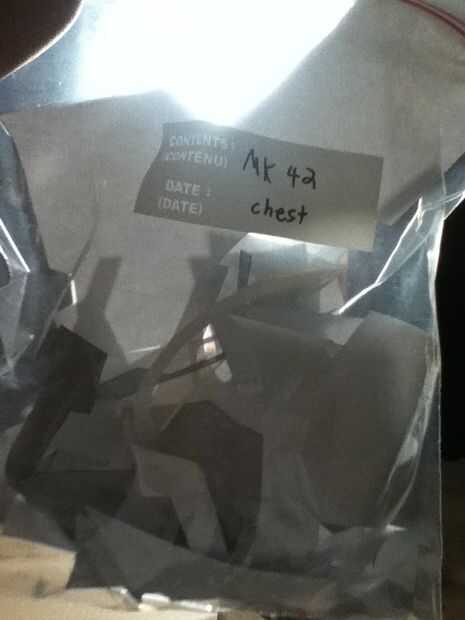 CONTENTS :
(CONTENU) MK 42
DATE :
(DATE) chest